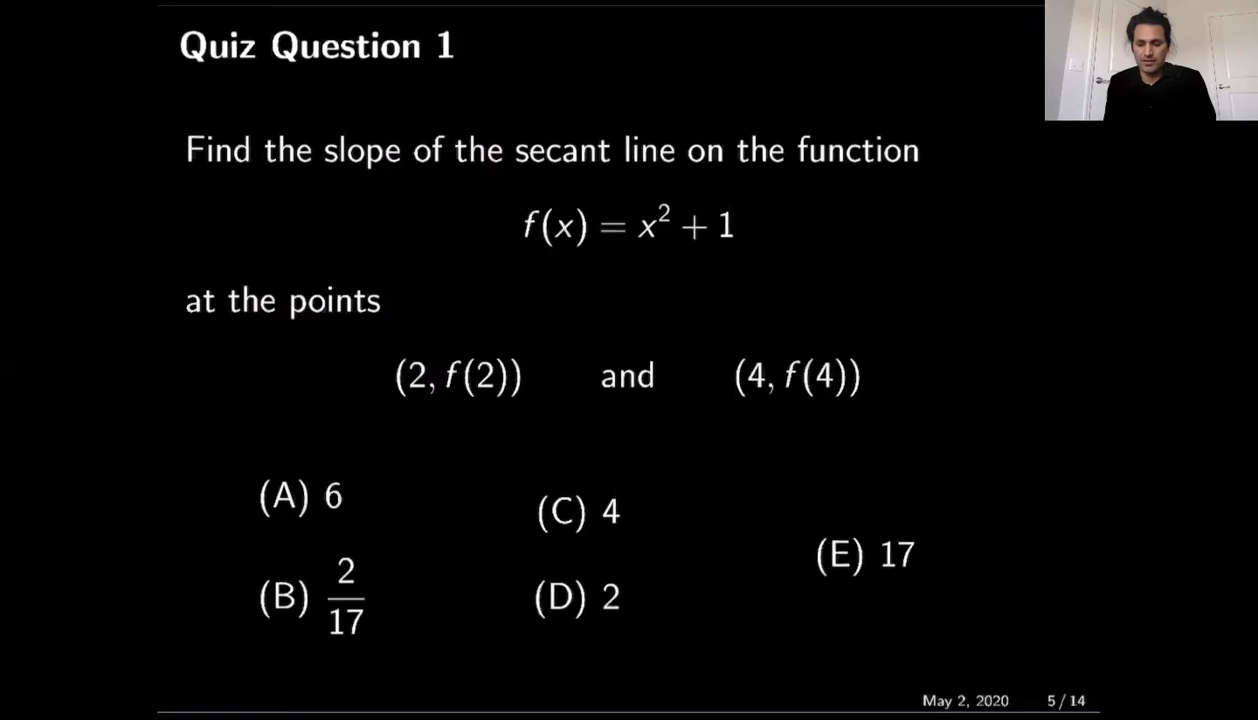 Quiz Question 1
Find the slope of the secant line on the function
f(x) = x² + 1
at the points
(2, f(2)) and (4, f(4))
(A) 6
(B) 2/17
(C) 4
(D) 2
(E) 17
May 2, 2020 5 / 14